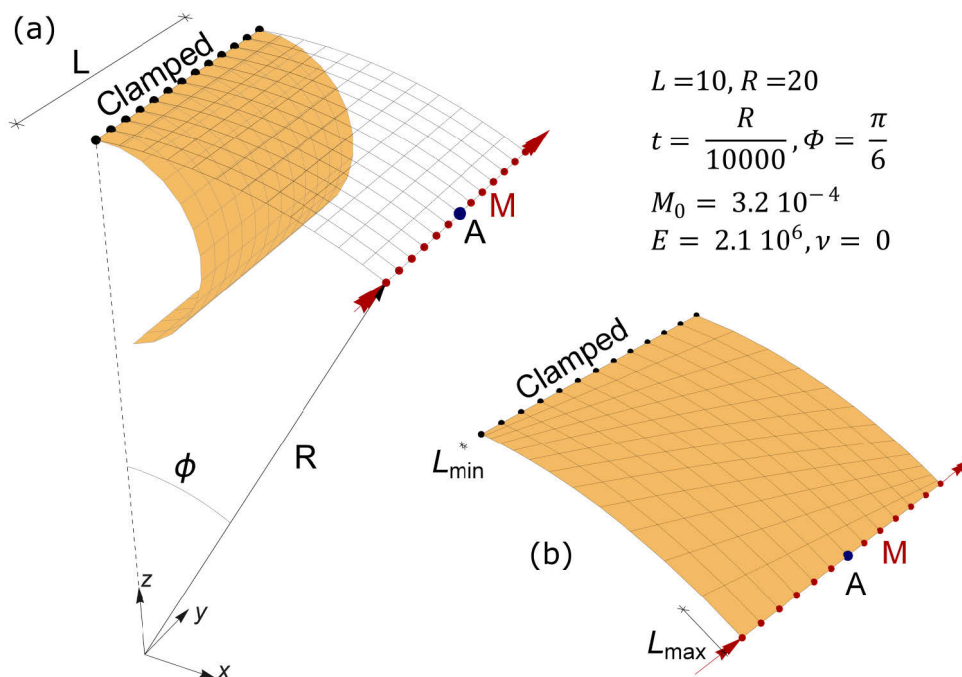 (a)
L
Clamped
M
A
R
ϕ
z
y
x
L =10, R =20
t = R/10000, Φ = π/6
M₀ = 3.2 10⁻⁴
E = 2.1 10⁶, ν = 0
Clamped
L_min
(b)
M
A
L_max